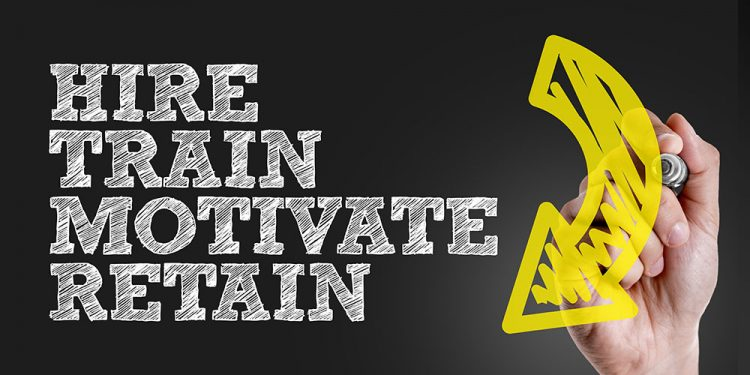 HIRE
TRAIN
MOTIVATE
RETAIN